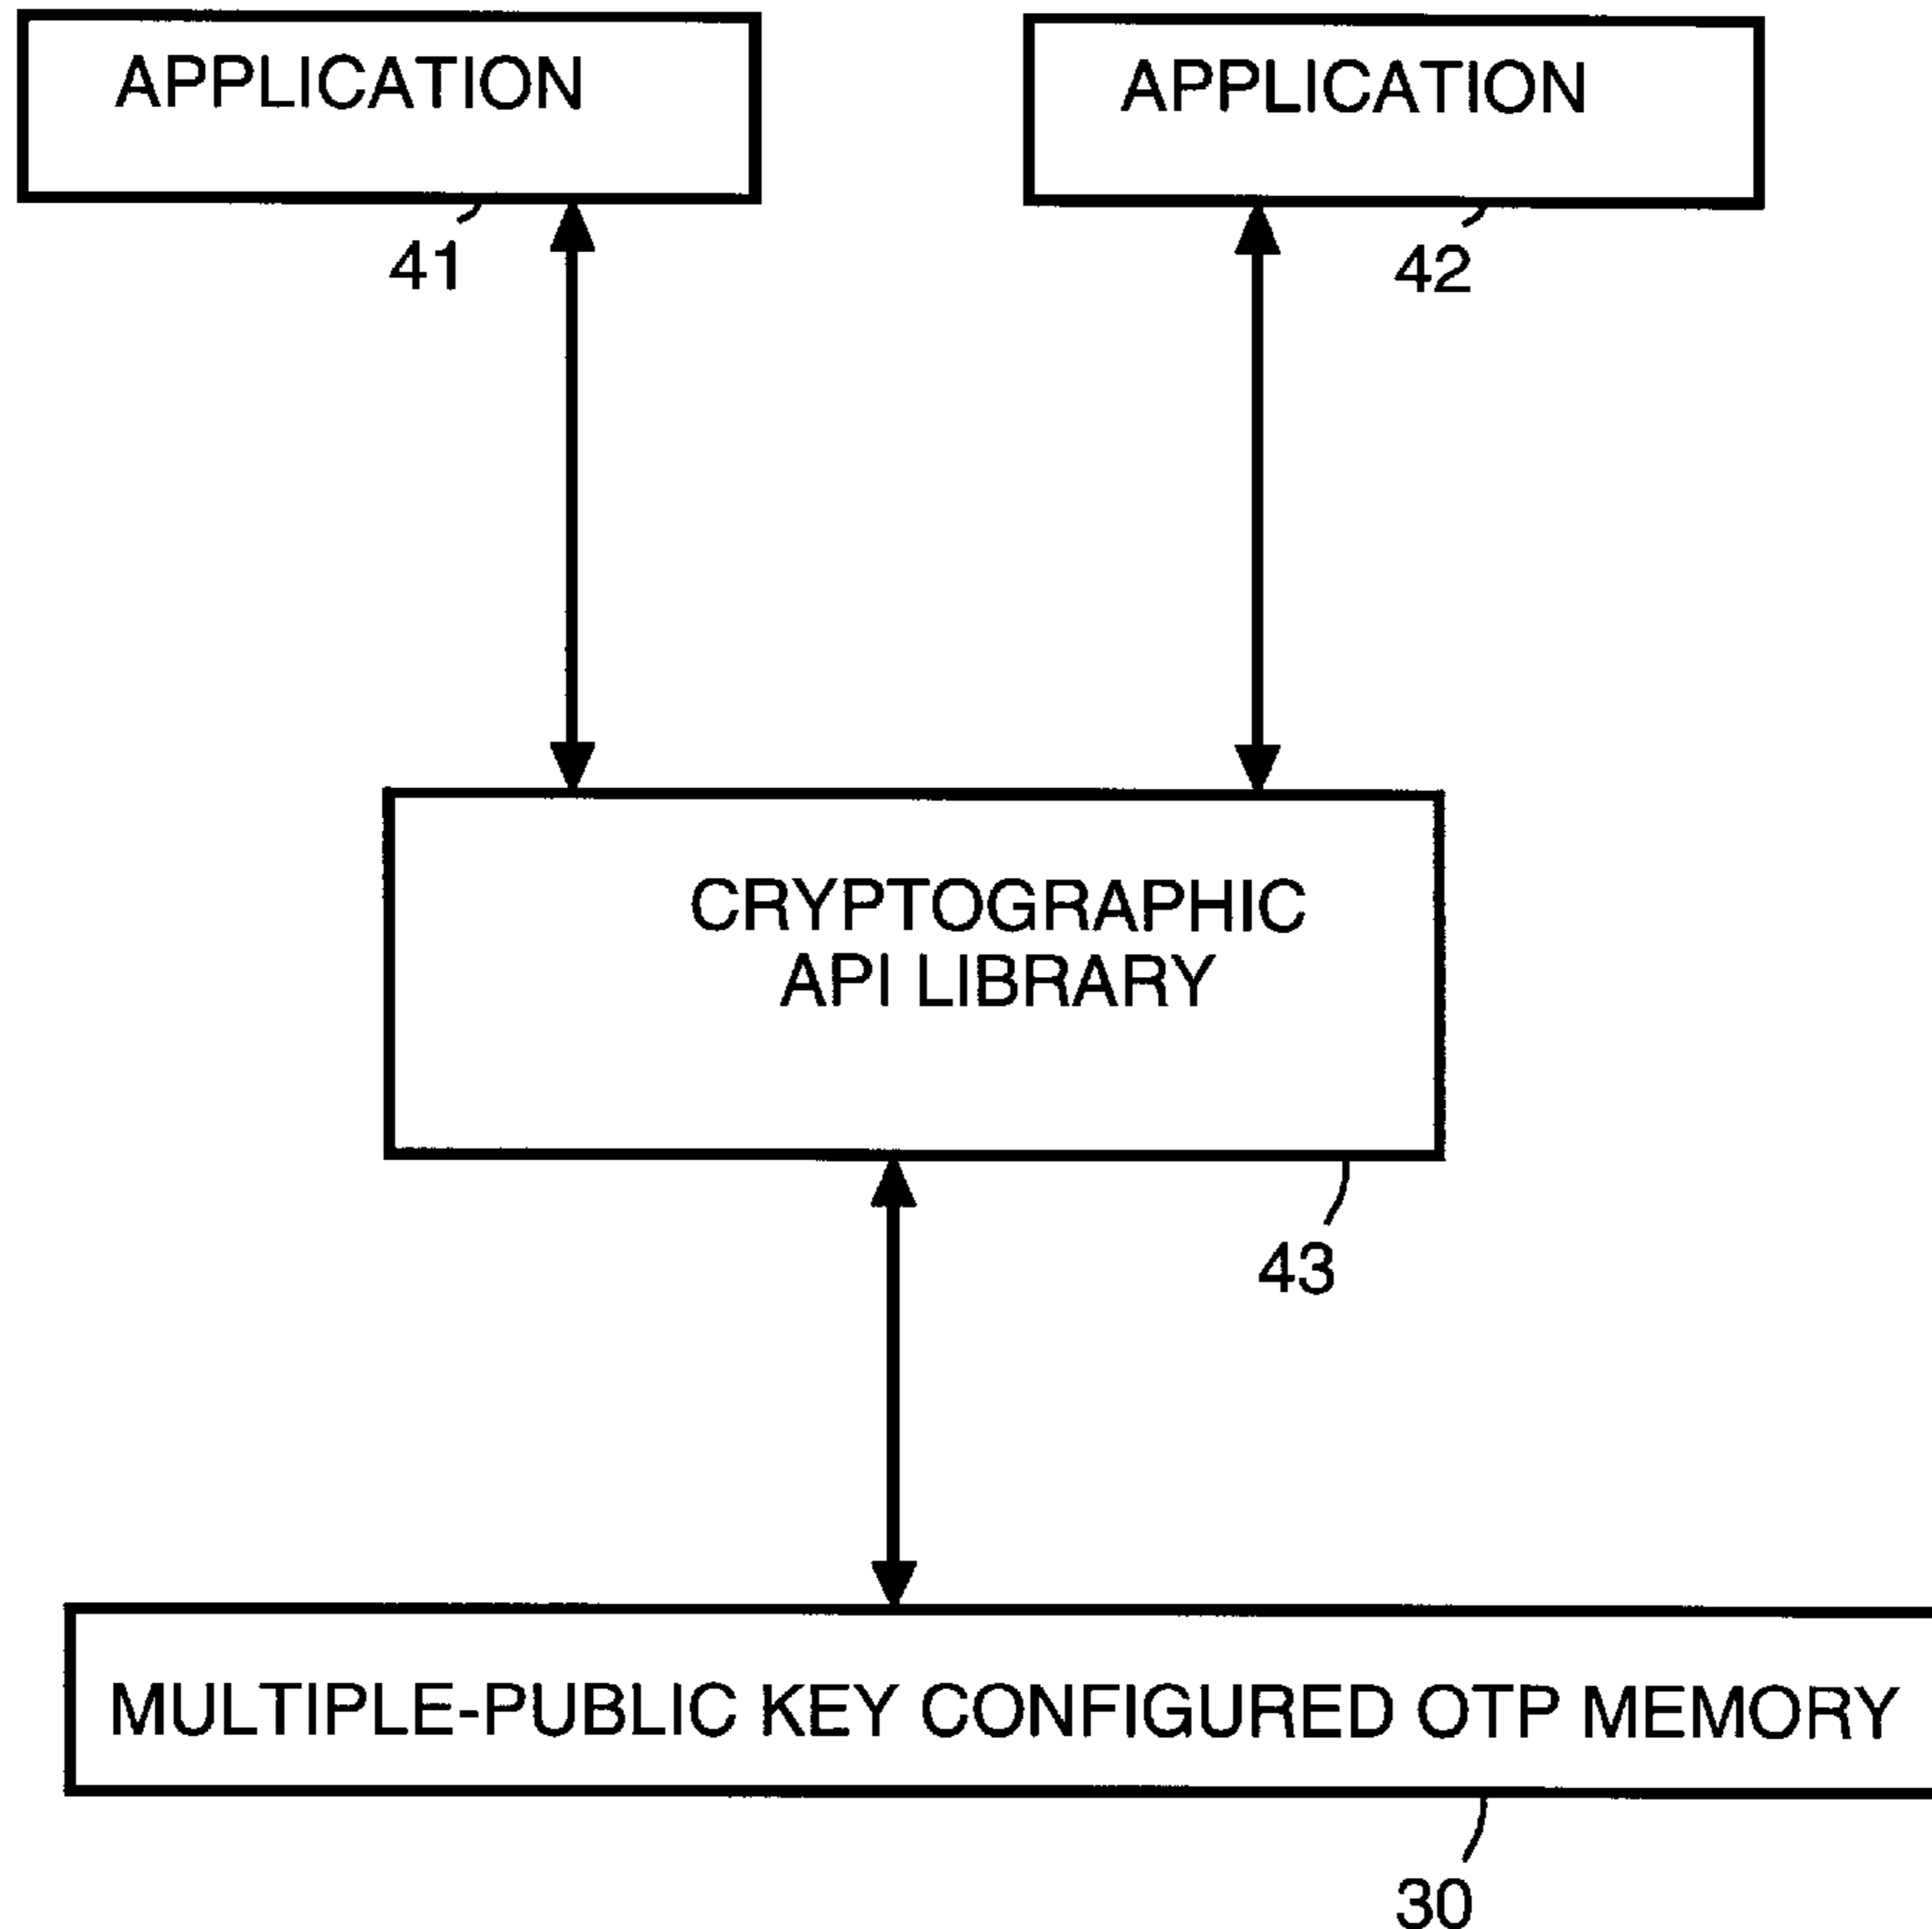 APPLICATION
APPLICATION
41
42
CRYPTOGRAPHIC
API LIBRARY
43
MULTIPLE-PUBLIC KEY CONFIGURED OTP MEMORY
30